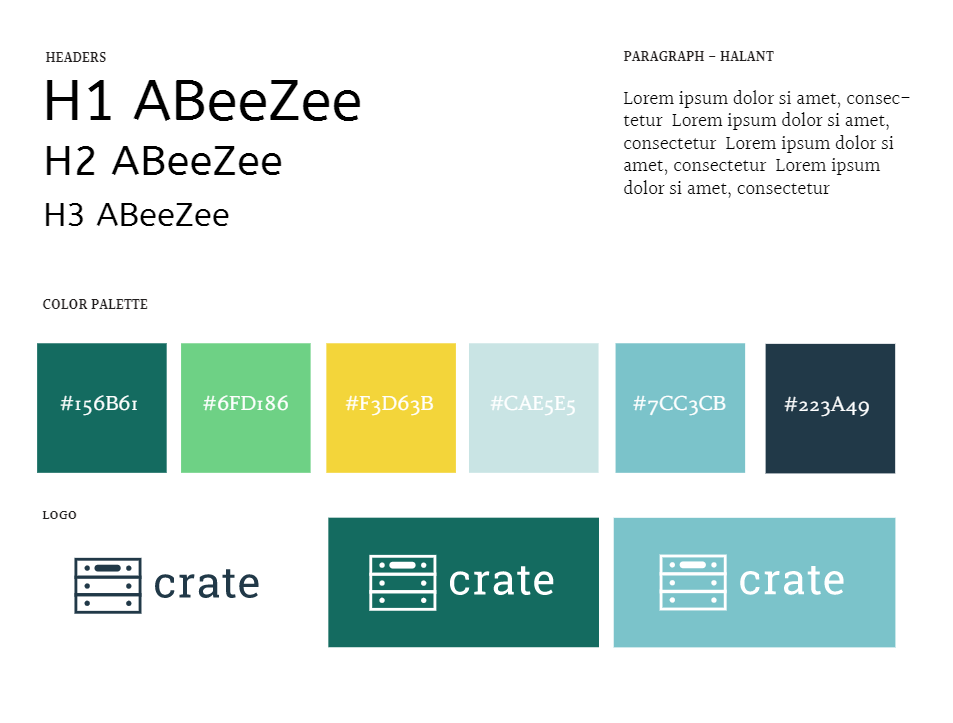 HEADERS
H1 ABeeZee
H2 ABeeZee
H3 ABeeZee
PARAGRAPH - HALANT
Lorem ipsum dolor si amet, consec-
tetur  Lorem ipsum dolor si amet,
consectetur  Lorem ipsum dolor si
amet, consectetur  Lorem ipsum
dolor si amet, consectetur
COLOR PALETTE
#156B61
#6FD186
#F3D63B
#CAE5E5
#7CC3CB
#223A49
LOGO
crate
crate
crate